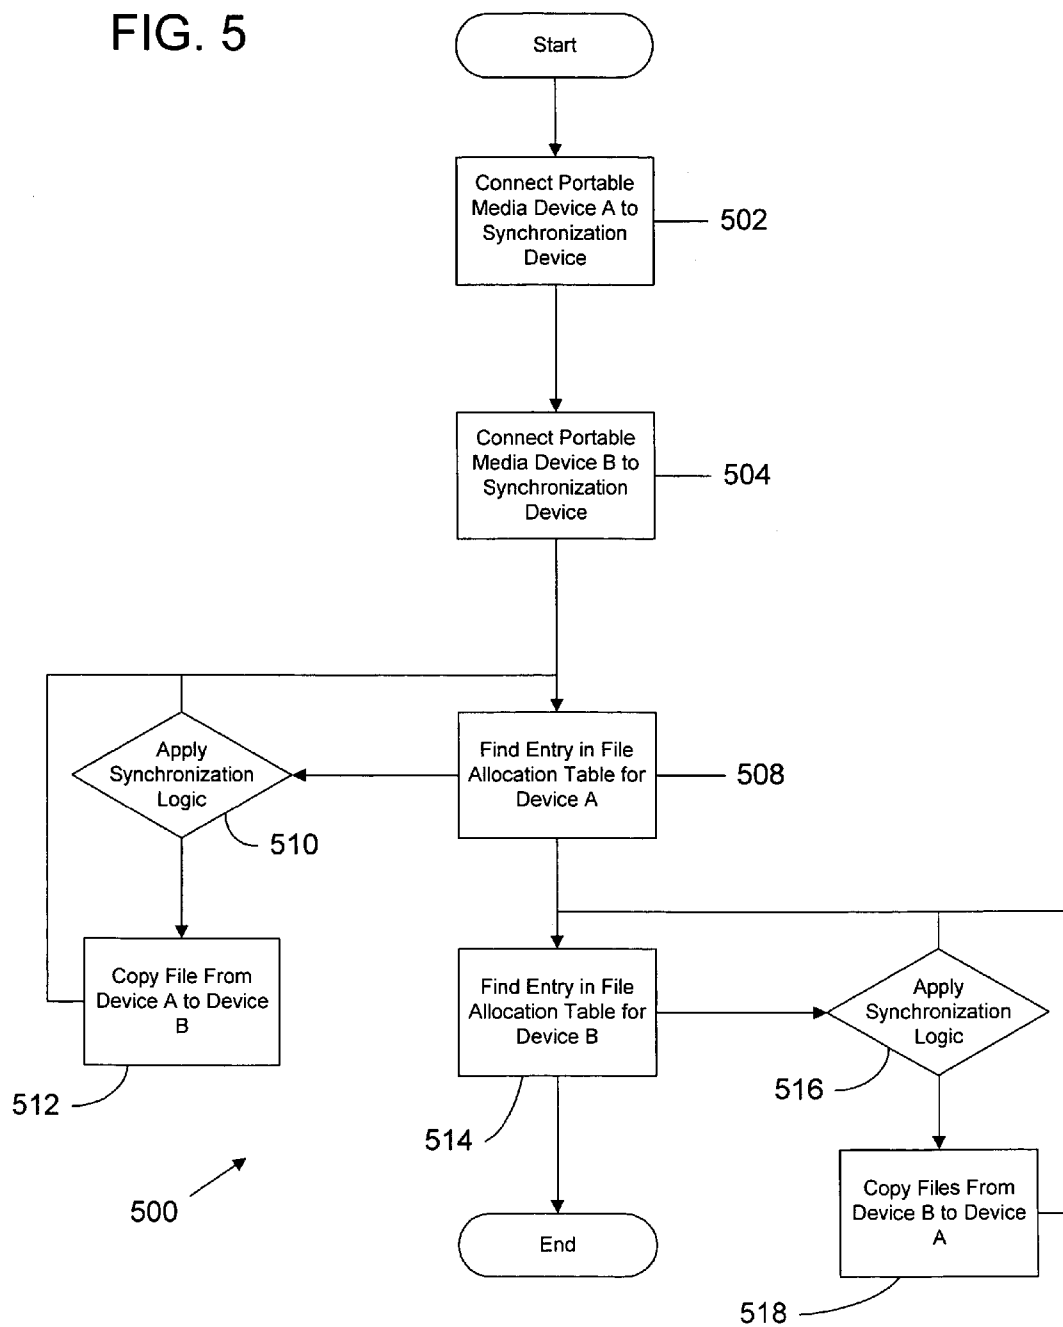 FIG. 5
Start
Connect Portable
Media Device A to
Synchronization
Device
502
Connect Portable
Media Device B to
Synchronization
Device
504
Apply
Synchronization
Logic
510
Find Entry in File
Allocation Table for
Device A
508
Copy File From
Device A to Device
B
512
Find Entry in File
Allocation Table for
Device B
514
Apply
Synchronization
Logic
516
500
End
Copy Files From
Device B to Device
A
518